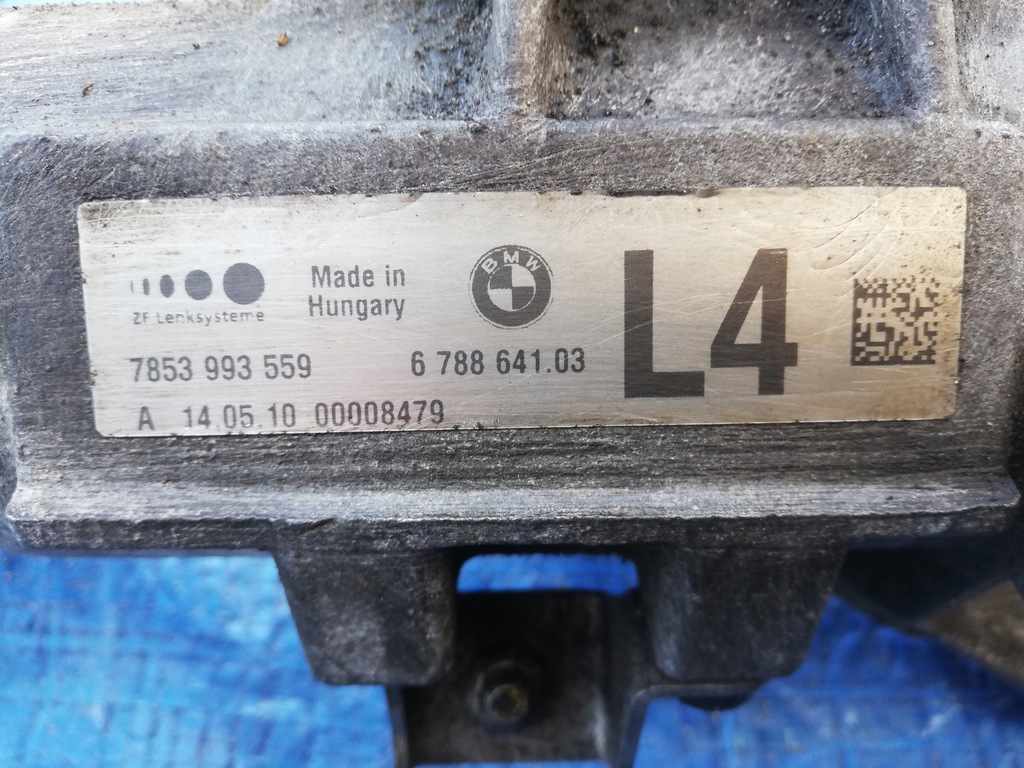 ZF Lenksysteme
Made in
Hungary
BMW
L4
7853 993 559
6 788 641.03
A 14.05.10 00008479